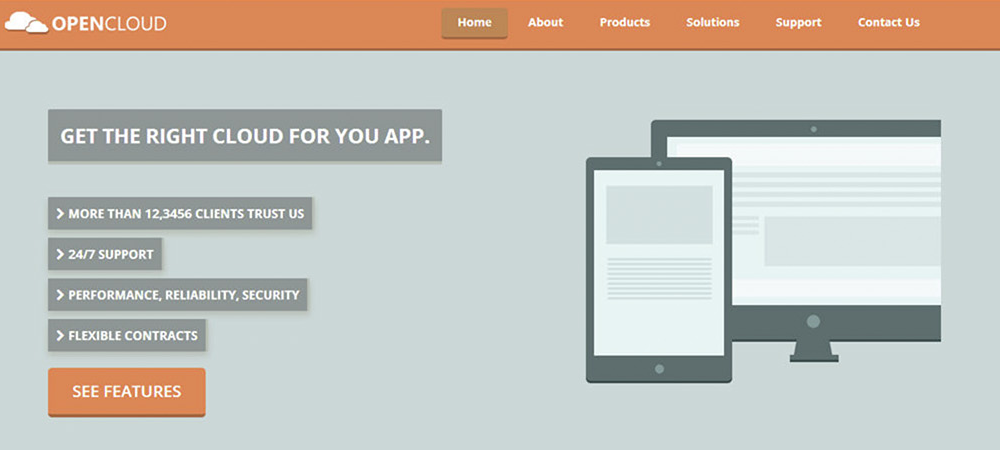 OPENCLOUD
Home About Products Solutions Support Contact Us
GET THE RIGHT CLOUD FOR YOU APP.
MORE THAN 12,3456 CLIENTS TRUST US
24/7 SUPPORT
PERFORMANCE, RELIABILITY, SECURITY
FLEXIBLE CONTRACTS
SEE FEATURES